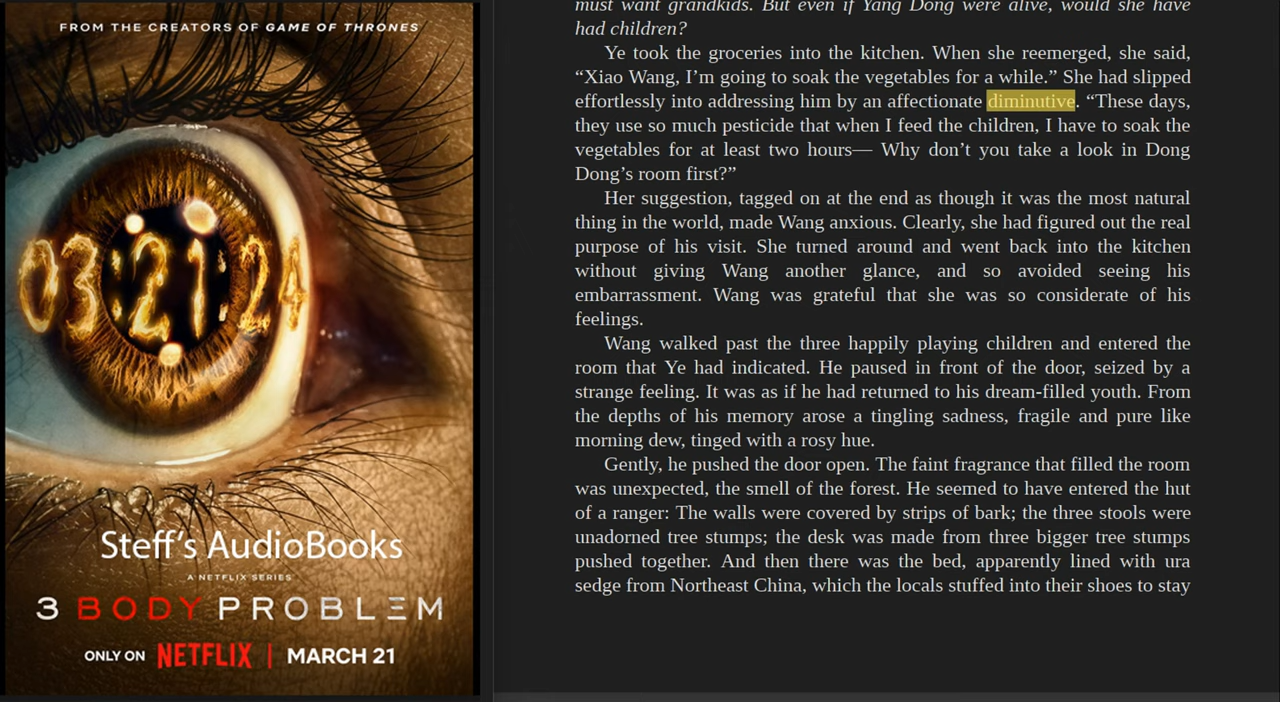 FROM THE CREATORS OF GAME OF THRONES
03:21:24
Steff's AudioBooks
A NETFLIX SERIES
3 BODY PROBLEM
ONLY ON NETFLIX | MARCH 21
must want grandkids. But even if Yang Dong were alive, would she have
had children?
Ye took the groceries into the kitchen. When she reemerged, she said,
“Xiao Wang, I’m going to soak the vegetables for a while.” She had slipped
effortlessly into addressing him by an affectionate diminutive. “These days,
they use so much pesticide that when I feed the children, I have to soak the
vegetables for at least two hours— Why don’t you take a look in Dong
Dong’s room first?”
Her suggestion, tagged on at the end as though it was the most natural
thing in the world, made Wang anxious. Clearly, she had figured out the real
purpose of his visit. She turned around and went back into the kitchen
without giving Wang another glance, and so avoided seeing his
embarrassment. Wang was grateful that she was so considerate of his
feelings.
Wang walked past the three happily playing children and entered the
room that Ye had indicated. He paused in front of the door, seized by a
strange feeling. It was as if he had returned to his dream-filled youth. From
the depths of his memory arose a tingling sadness, fragile and pure like
morning dew, tinged with a rosy hue.
Gently, he pushed the door open. The faint fragrance that filled the room
was unexpected, the smell of the forest. He seemed to have entered the hut
of a ranger: The walls were covered by strips of bark; the three stools were
unadorned tree stumps; the desk was made from three bigger tree stumps
pushed together. And then there was the bed, apparently lined with ura
sedge from Northeast China, which the locals stuffed into their shoes to stay